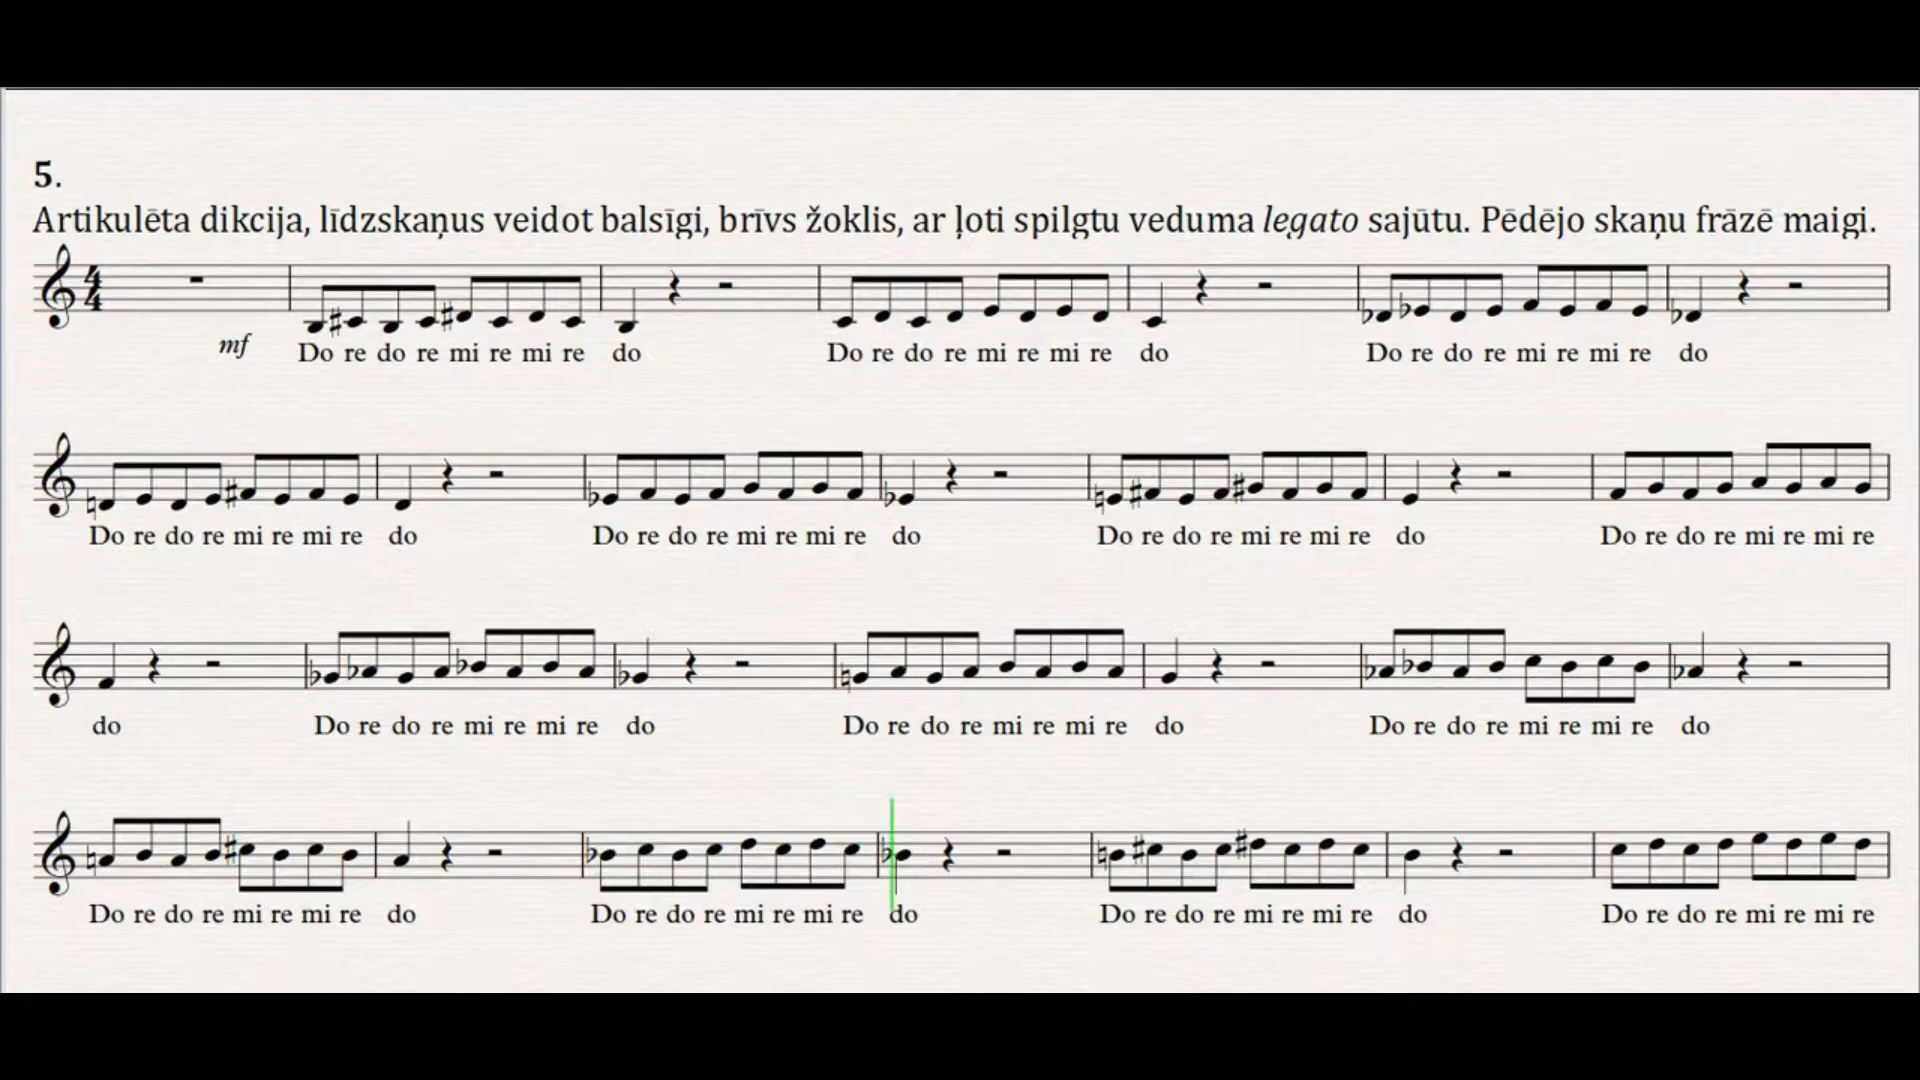 5.
Artikulēta dikcija, līdzskaņus veidot balsīgi, brīvs žoklis, ar ļoti spilgtu veduma legato sajūtu. Pēdējo skaņu frāzē maigi.
4
4
mf
Do re do re mi re mi re do Do re do re mi re mi re do Do re do re mi re mi re do
Do re do re mi re mi re do Do re do re mi re mi re do Do re do re mi re mi re do Do re do re mi re mi re
do Do re do re mi re mi re do Do re do re mi re mi re do Do re do re mi re mi re do
Do re do re mi re mi re do Do re do re mi re mi re do Do re do re mi re mi re do Do re do re mi re mi re